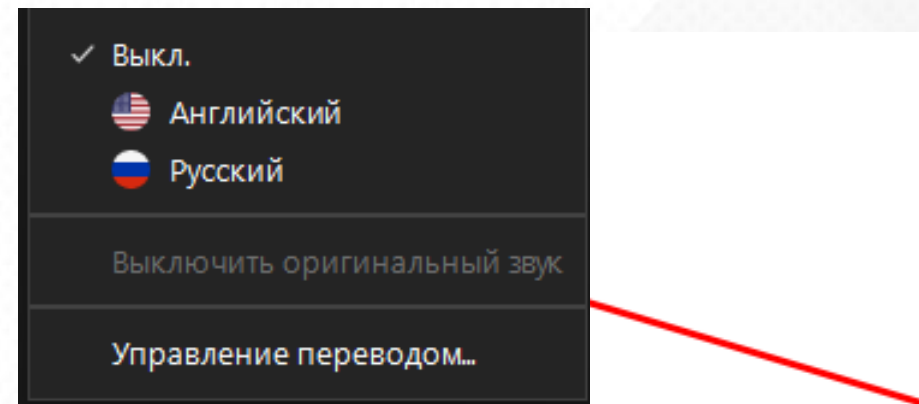 Выкл.
Английский
Русский
Выключить оригинальный звук
Управление переводом...